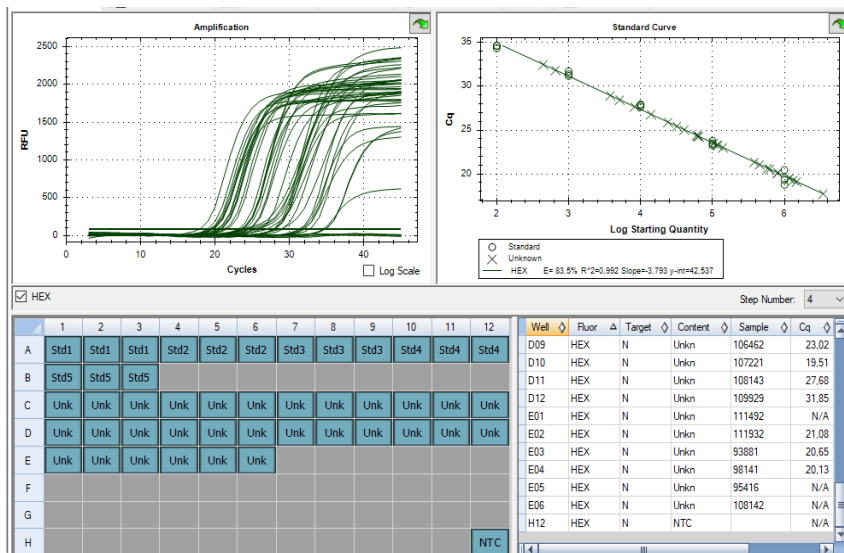 Amplification
2500
2000
1500
1000
500
0
RFU
0 10 20 30 40
Cycles
Log Scale
Standard Curve
35
30
25
20
Cq
2 3 4 5 6
Log Starting Quantity
Standard
Unknown
HEX E= 83,5% R^2=0,992 Slope=-3,793 y-int=42,537
HEX
Step Number: 4
1 2 3 4 5 6 7 8 9 10 11 12
A Std1 Std1 Std1 Std2 Std2 Std2 Std3 Std3 Std3 Std4 Std4 Std4
B Std5 Std5 Std5
C Unk Unk Unk Unk Unk Unk Unk Unk Unk Unk Unk Unk
D Unk Unk Unk Unk Unk Unk Unk Unk Unk Unk Unk Unk
E Unk Unk Unk Unk Unk Unk
F
G
H NTC
Well Fluor Target Content Sample Cq
D09 HEX N Unkn 106462 23,02
D10 HEX N Unkn 107221 19,51
D11 HEX N Unkn 108143 27,68
D12 HEX N Unkn 109929 31,85
E01 HEX N Unkn 111492 N/A
E02 HEX N Unkn 111932 21,08
E03 HEX N Unkn 93881 20,65
E04 HEX N Unkn 98141 20,13
E05 HEX N Unkn 95416 N/A
E06 HEX N Unkn 108142 N/A
H12 HEX N NTC N/A